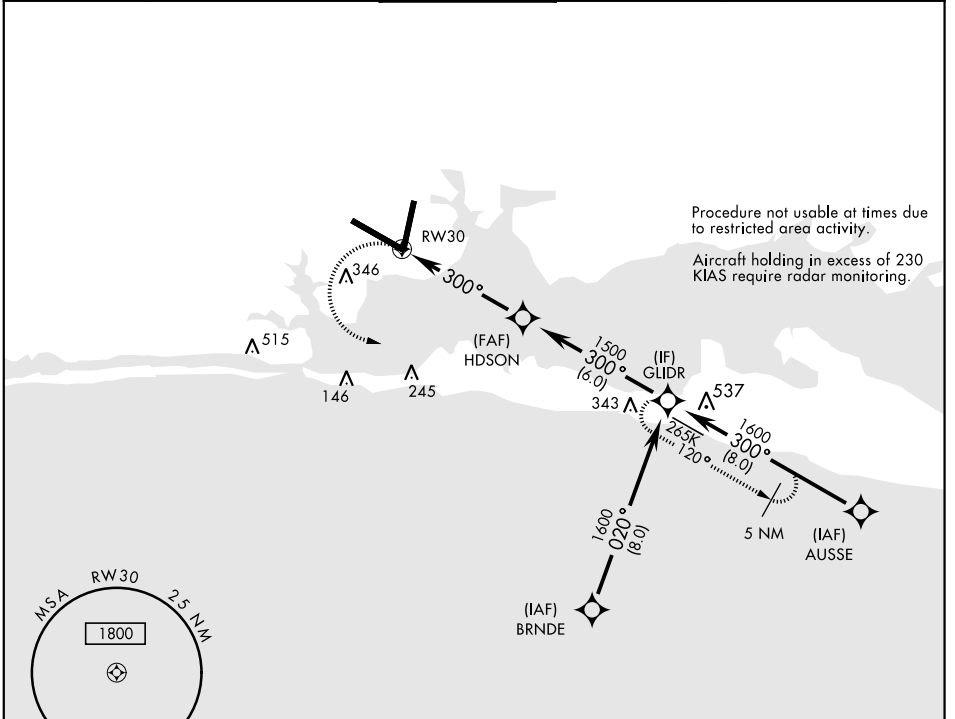 Procedure not usable at times due
to restricted area activity.
Aircraft holding in excess of 230
KIAS require radar monitoring.
RW30
346
300°
515
(FAF)
HDSON
146
245
1500
300°
(6.0)
(IF)
GLIDR
343
537
265K
120°
1600
300°
(8.0)
5 NM
(IAF)
AUSSE
1600
020°
(8.0)
(IAF)
BRNDE
MSA RW30 25 NM
1800